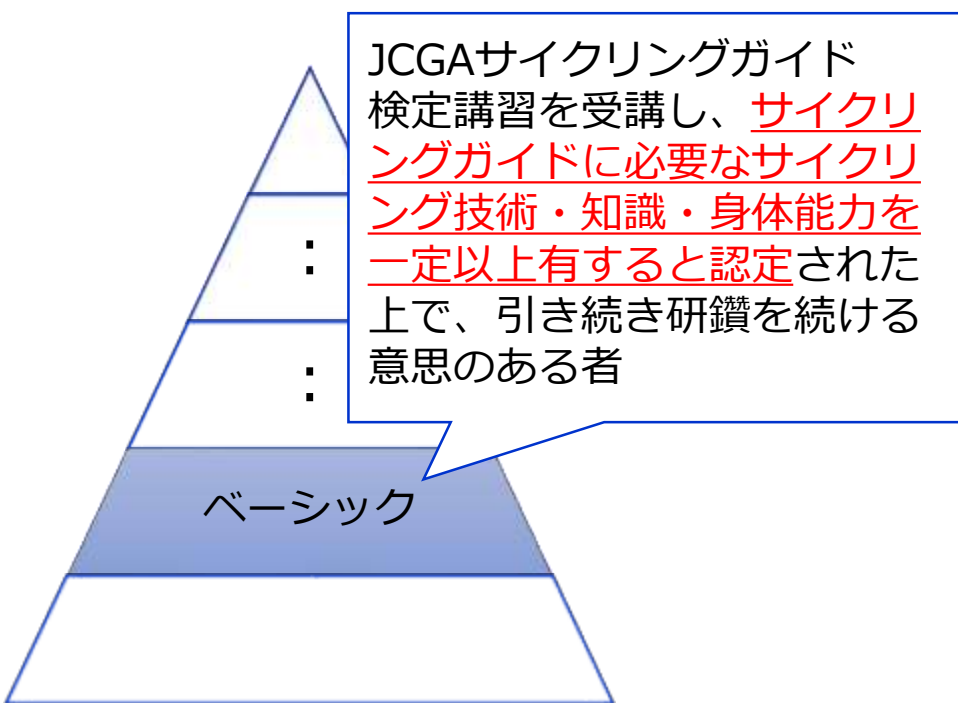 JCGAサイクリングガイド
検定講習を受講し、サイクリ
ングガイドに必要なサイクリ
ング技術・知識・身体能力を
一定以上有すると認定された
上で、引き続き研鑽を続ける
意思のある者
:
:
ベーシック